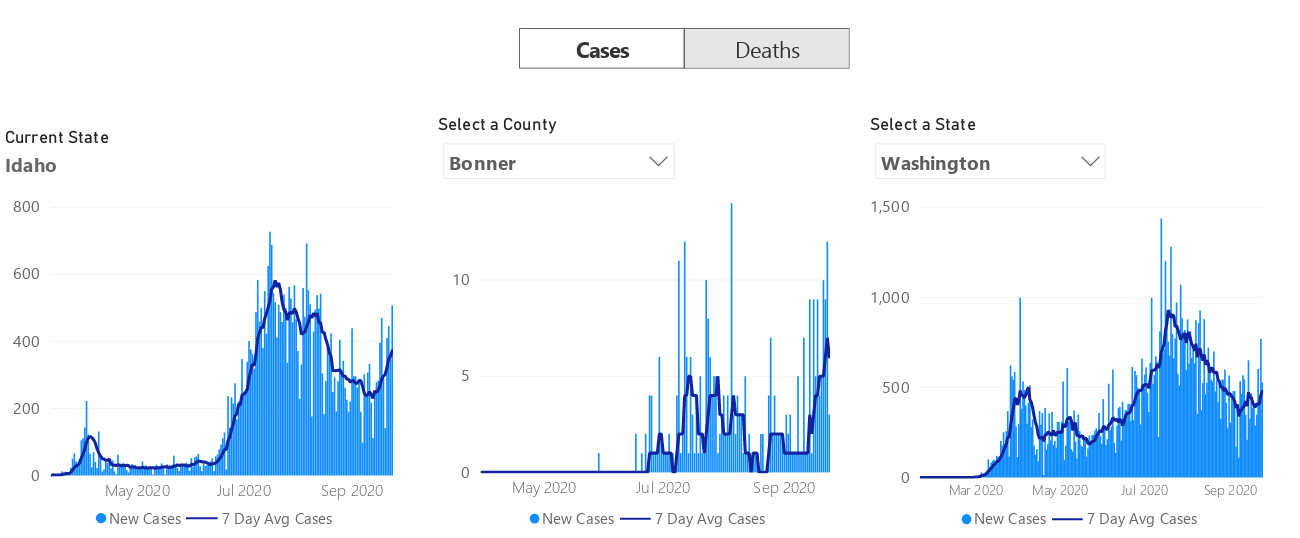 Cases Deaths
Current State
Idaho
Select a County
Bonner
Select a State
Washington
800
600
400
200
0
May 2020 Jul 2020 Sep 2020
New Cases 7 Day Avg Cases
10
5
0
May 2020 Jul 2020 Sep 2020
New Cases 7 Day Avg Cases
1,500
1,000
500
0
Mar 2020 May 2020 Jul 2020 Sep 2020
New Cases 7 Day Avg Cases